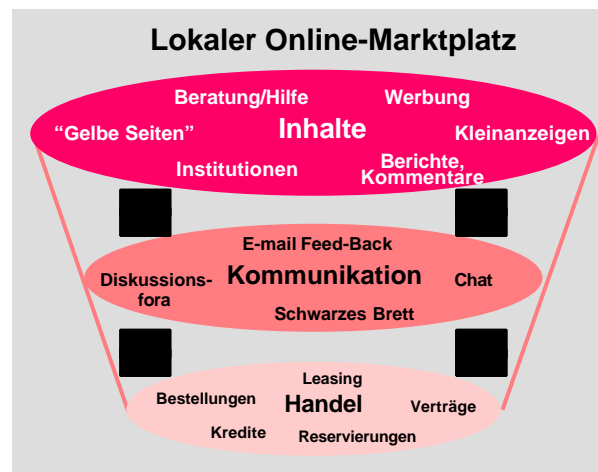 Lokaler Online-Marktplatz
Beratung/Hilfe
Werbung
“Gelbe Seiten”
Inhalte
Kleinanzeigen
Institutionen
Berichte,
Kommentare
E-mail Feed-Back
Diskussions-
fora
Kommunikation
Chat
Schwarzes Brett
Leasing
Bestellungen
Handel
Verträge
Kredite
Reservierungen